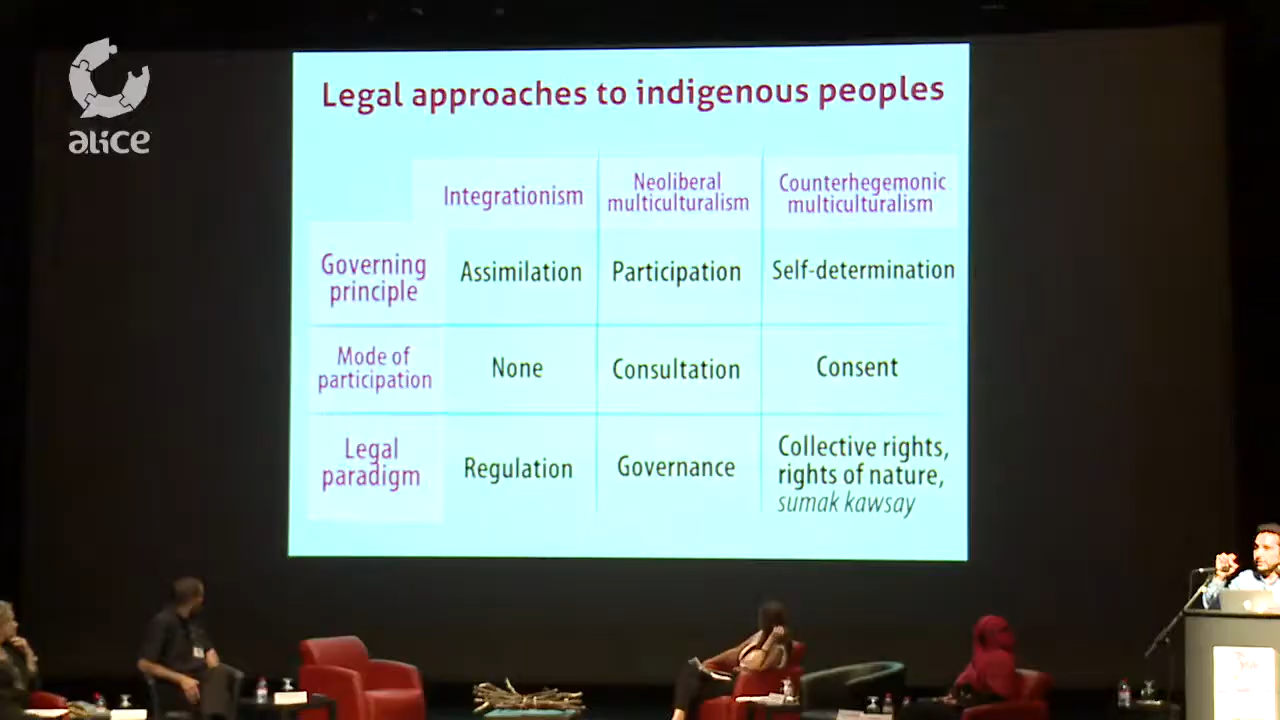 alice
Legal approaches to indigenous peoples
Integrationism
Neoliberal
multiculturalism
Counterhegemonic
multiculturalism
Governing
principle
Assimilation
Participation
Self-determination
Mode of
participation
None
Consultation
Consent
Legal
paradigm
Regulation
Governance
Collective rights,
rights of nature,
sumak kawsay